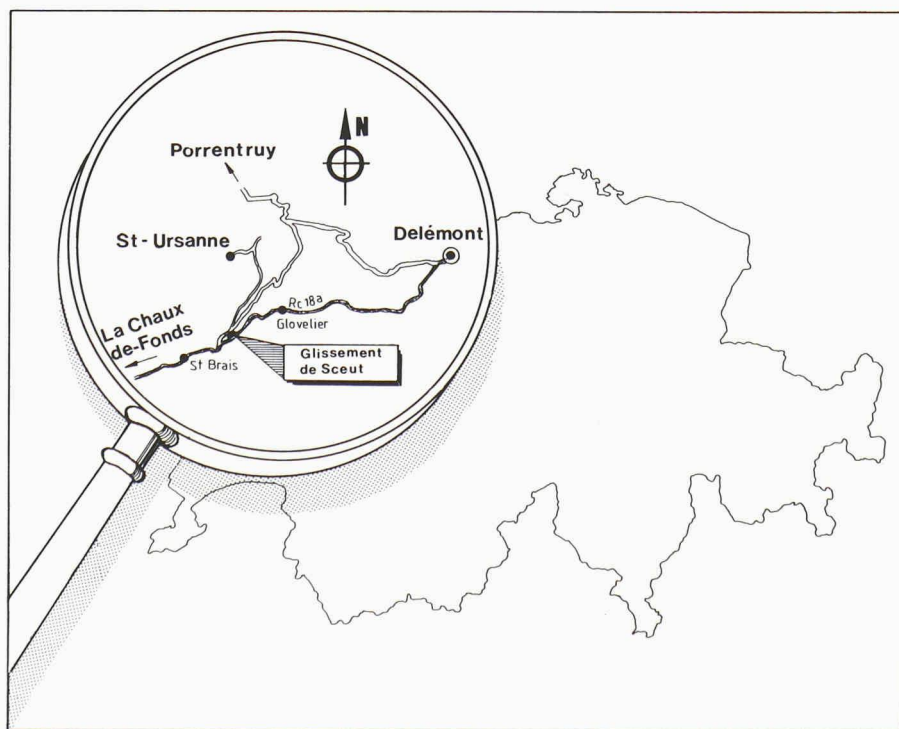 N
Porrentruy
St-Ursanne
Delémont
Rc 18a
Glovelier
La Chaux
de-Fonds
St Brais
Glissement
de Sceut